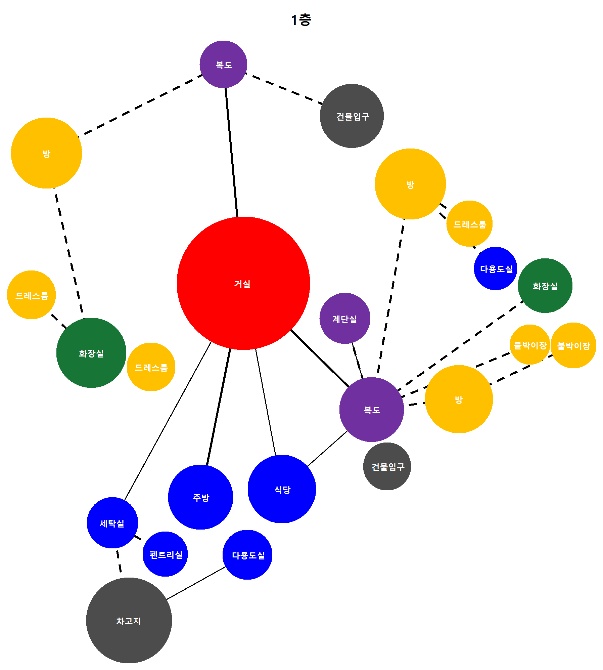 1층
복도
건물입구
방
방
드레스룸
다용도실
화장실
거실
드레스룸
계단실
화장실
드레스룸
붙박이장
붙박이장
복도
방
건물입구
주방
식당
세탁실
펜트리실
다용도실
차고지